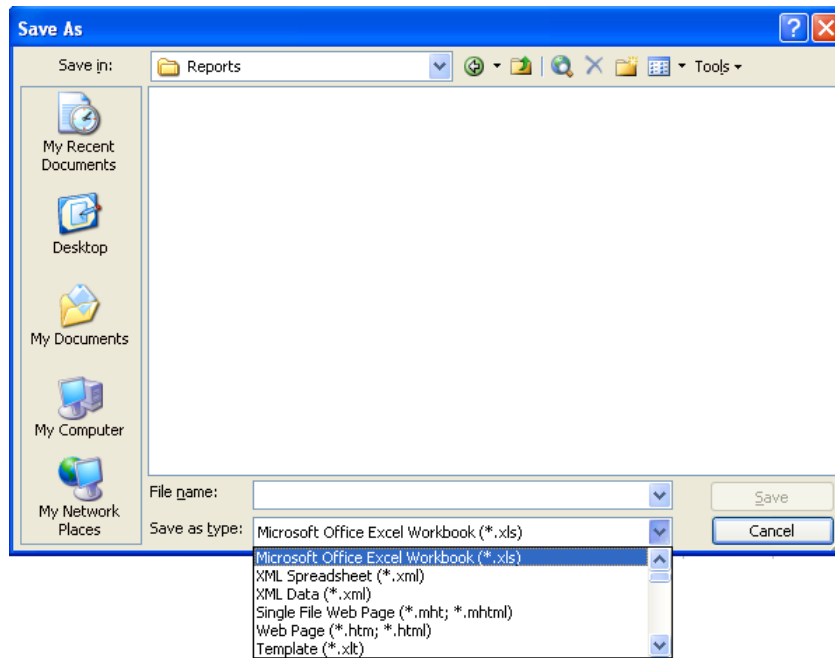 Save As
Save in:
Reports
Tools
My Recent
Documents
Desktop
My Documents
My Computer
My Network
Places
File name:
Save
Save as type:
Microsoft Office Excel Workbook (*.xls)
Cancel
Microsoft Office Excel Workbook (*.xls)
XML Spreadsheet (*.xml)
XML Data (*.xml)
Single File Web Page (*.mht; *.mhtml)
Web Page (*.htm; *.html)
Template (*.xlt)